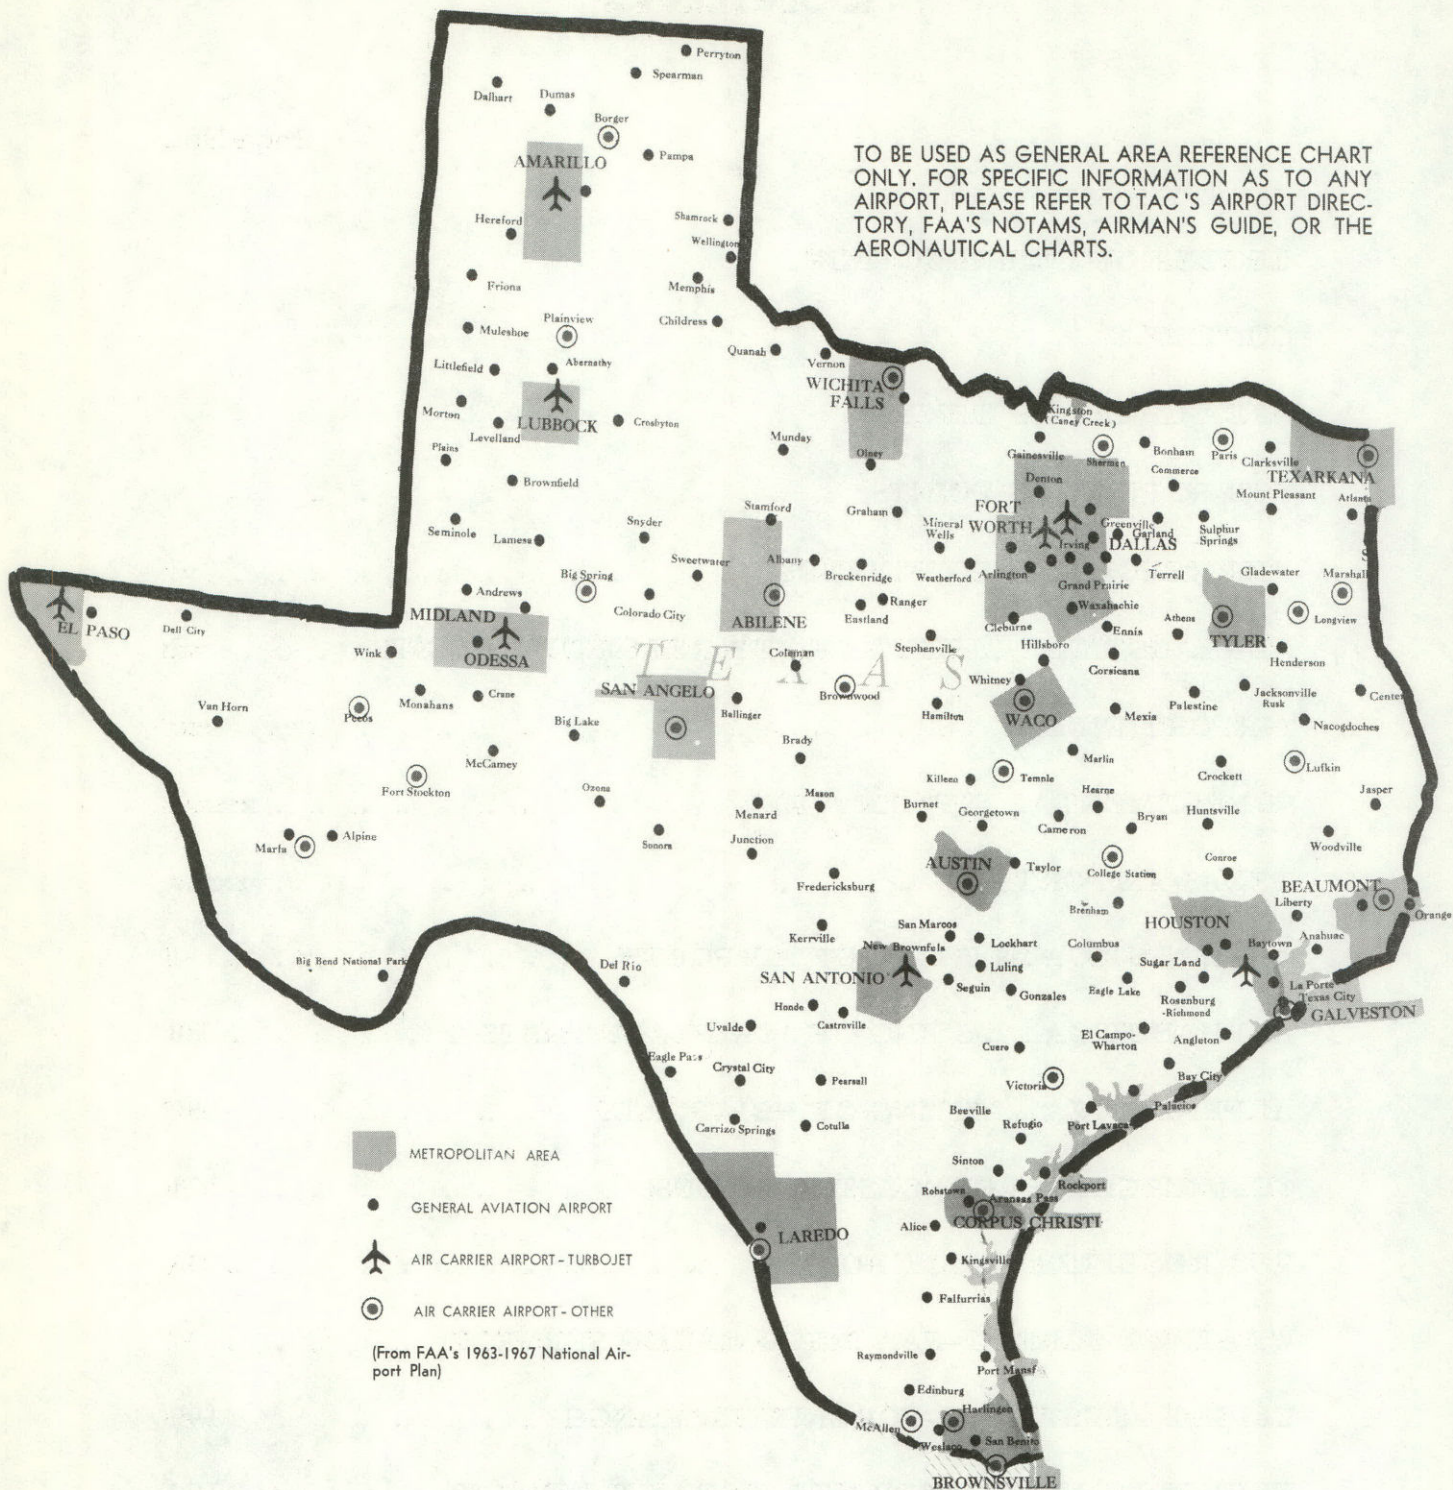 Perryton
Spearman
Dalhart
Dumas
Borger
AMARILLO
Pampa
TO BE USED AS GENERAL AREA REFERENCE CHART
ONLY. FOR SPECIFIC INFORMATION AS TO ANY
AIRPORT, PLEASE REFER TO TAC'S AIRPORT DIREC-
TORY, FAA'S NOTAMS, AIRMAN'S GUIDE, OR THE
AERONAUTICAL CHARTS.
Hereford
Shamrock
Wellington
Friona
Memphis
Plainview
Childress
Muleshoe
Quanah
Vernon
Littlefield
Abernathy
WICHITA
FALLS
Morton
LUBBOCK
Levelland
Crosbyton
Kingston
(Caney Creek)
Plains
Munday
Olney
Gainesville
Sherman
Bonham
Paris
Clarksville
TEXARKANA
Brownfield
Denton
Commerce
Mount Pleasant
Atlanta
Seminole
Lamesa
Snyder
Stamford
Graham
Mineral
Wells
FORT
WORTH
Greenville
Garland
Sulphur
Springs
Irving
DALLAS
Sweetwater
Albany
Breckenridge
Weatherford
Arlington
Grand Prairie
Terrell
Gladewater
Marshall
Andrews
Big Spring
Colorado City
ABILENE
Ranger
Eastland
Cleburne
Waxahachie
Ennis
Athens
TYLER
Longview
EL PASO
Dell City
MIDLAND
ODESSA
Wink
TEXAS
Coleman
Stephenville
Hillsboro
Corsicana
Henderson
Van Horn
Pecos
Monahans
Crane
SAN ANGELO
Ballinger
Brownwood
Hamilton
Whitney
WACO
Mexia
Palestine
Jacksonville
Rusk
Center
Nacogdoches
Big Lake
McCamey
Brady
Killeen
Temple
Marlin
Crockett
Lufkin
Fort Stockton
Ozona
Menard
Mason
Burnet
Georgetown
Cameron
Hearne
Bryan
Huntsville
Jasper
Woodville
Marfa
Alpine
Sonora
Junction
AUSTIN
Taylor
College Station
Conroe
Fredericksburg
BEAUMONT
Liberty
Orange
Kerrville
San Marcos
Lockhart
Brenham
Columbus
HOUSTON
Baytown
Anahuac
New Brownfels
SAN ANTONIO
Luling
Seguin
Gonzales
Eagle Lake
Sugar Land
Rosenburg
-Richmond
La Porte
Texas City
GALVESTON
Big Bend National Park
Del Rio
Hondo
Castroville
Uvalde
Cuero
El Campo-
Wharton
Angleton
Eagle Pass
Crystal City
Pearsall
Victoria
Bay City
Palacios
Carrizo Springs
Cotulla
Beeville
Refugio
Port Lavaca
Sinton
Rockport
Robstown
Aransas Pass
CORPUS CHRISTI
Alice
LAREDO
Kingsville
Falfurrias
Raymondville
Port Mansf
Edinburg
Harlingen
McAllen
Weslaco
San Benito
BROWNSVILLE
METROPOLITAN AREA
GENERAL AVIATION AIRPORT
AIR CARRIER AIRPORT - TURBOJET
AIR CARRIER AIRPORT - OTHER
(From FAA's 1963-1967 National Air-
port Plan)